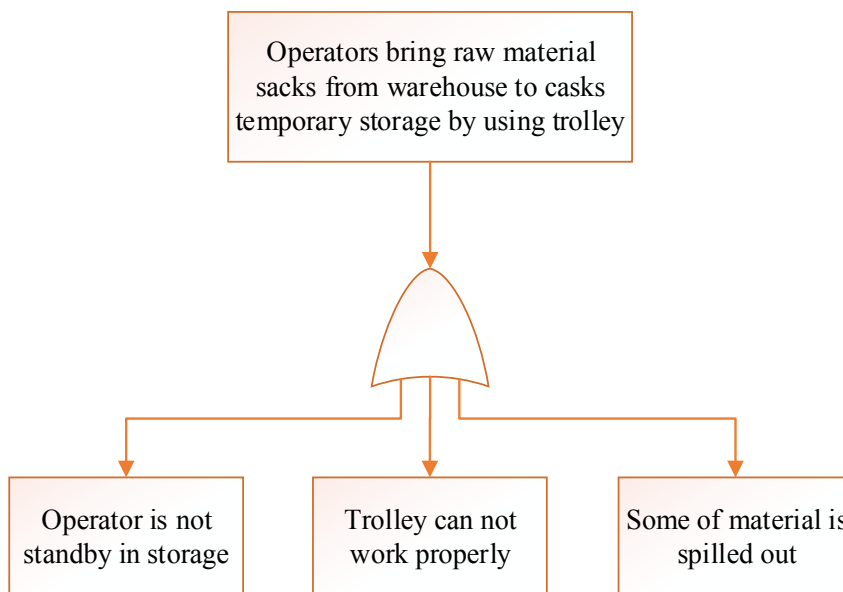 Operators bring raw material
sacks from warehouse to casks
temporary storage by using trolley
Operator is not
standby in storage
Trolley can not
work properly
Some of material is
spilled out